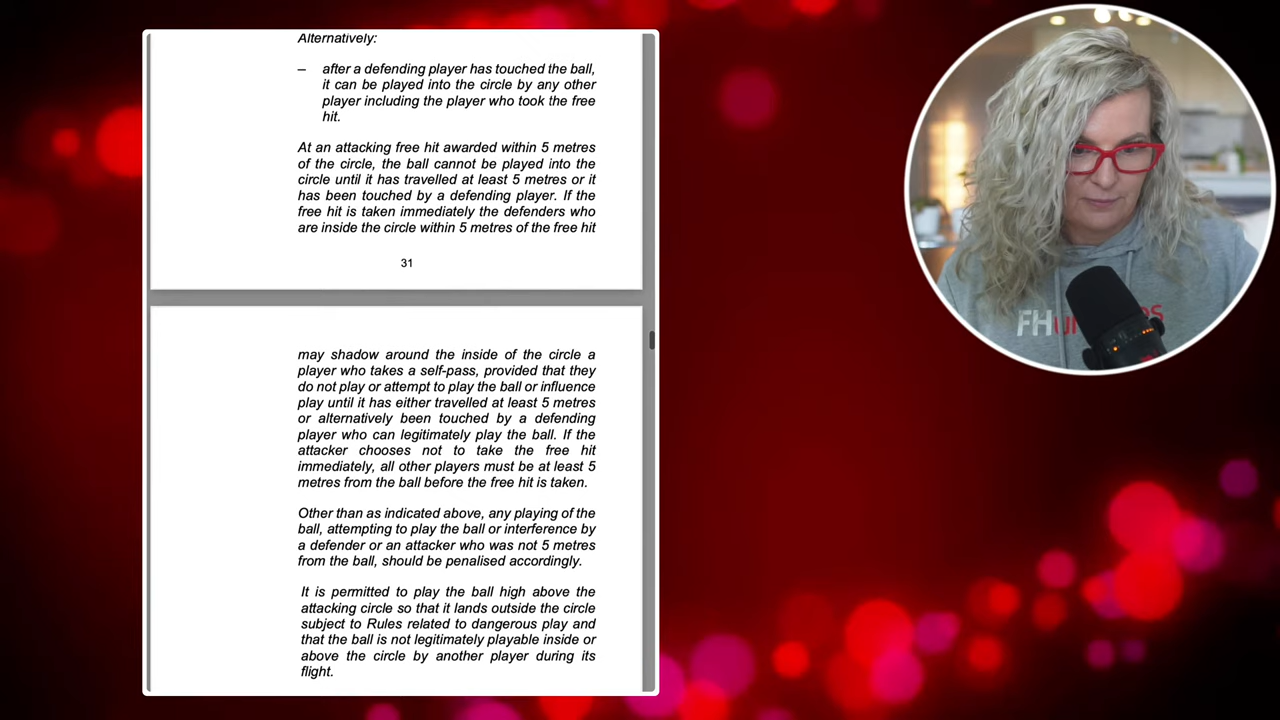 Alternatively:
– after a defending player has touched the ball,
it can be played into the circle by any other
player including the player who took the free
hit.
At an attacking free hit awarded within 5 metres
of the circle, the ball cannot be played into the
circle until it has travelled at least 5 metres or it
has been touched by a defending player. If the
free hit is taken immediately the defenders who
are inside the circle within 5 metres of the free hit
31
may shadow around the inside of the circle a
player who takes a self-pass, provided that they
do not play or attempt to play the ball or influence
play until it has either travelled at least 5 metres
or alternatively been touched by a defending
player who can legitimately play the ball. If the
attacker chooses not to take the free hit
immediately, all other players must be at least 5
metres from the ball before the free hit is taken.
Other than as indicated above, any playing of the
ball, attempting to play the ball or interference by
a defender or an attacker who was not 5 metres
from the ball, should be penalised accordingly.
It is permitted to play the ball high above the
attacking circle so that it lands outside the circle
subject to Rules related to dangerous play and
that the ball is not legitimately playable inside or
above the circle by another player during its
flight.